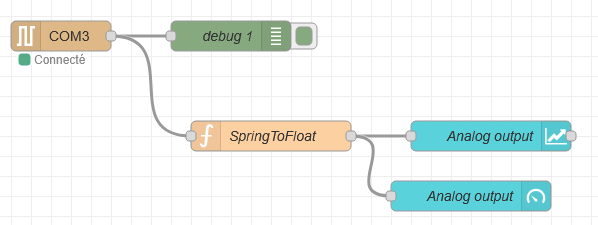 COM3
debug 1
Connecté
SpringToFloat
Analog output
Analog output